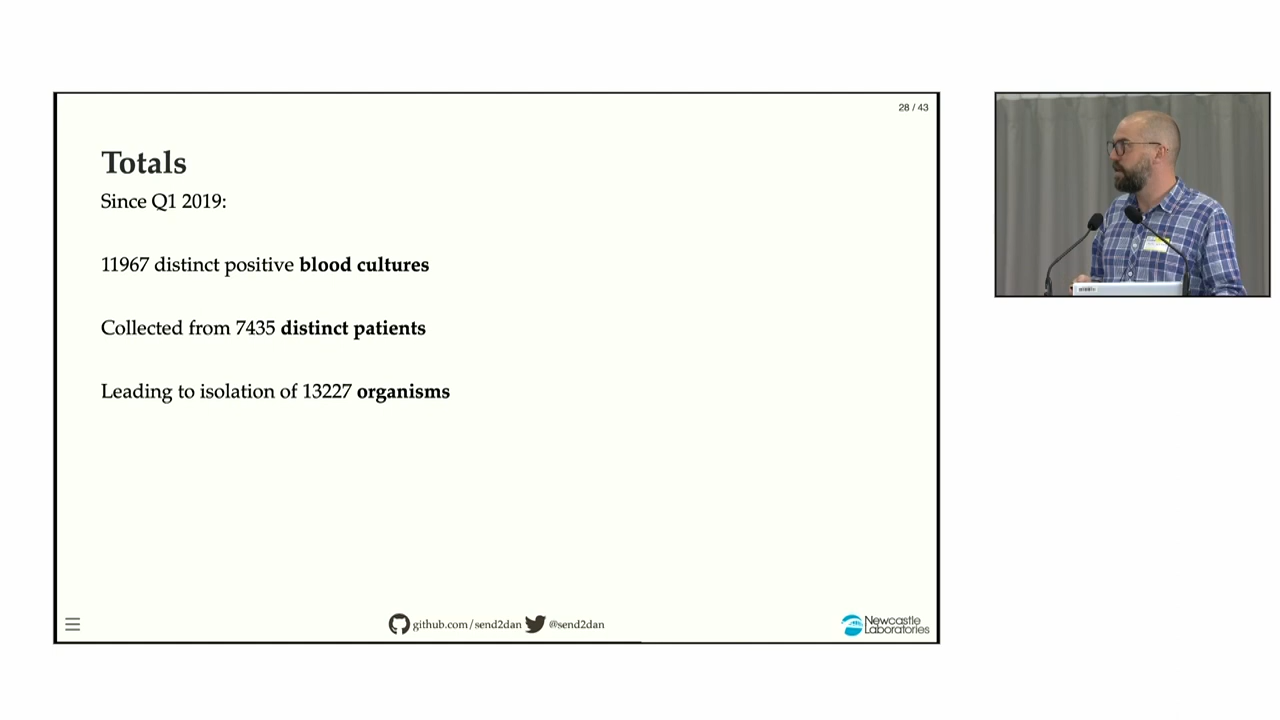 28 / 43
Totals
Since Q1 2019:
11967 distinct positive blood cultures
Collected from 7435 distinct patients
Leading to isolation of 13227 organisms
github.com/send2dan @send2dan
Newcastle
Laboratories